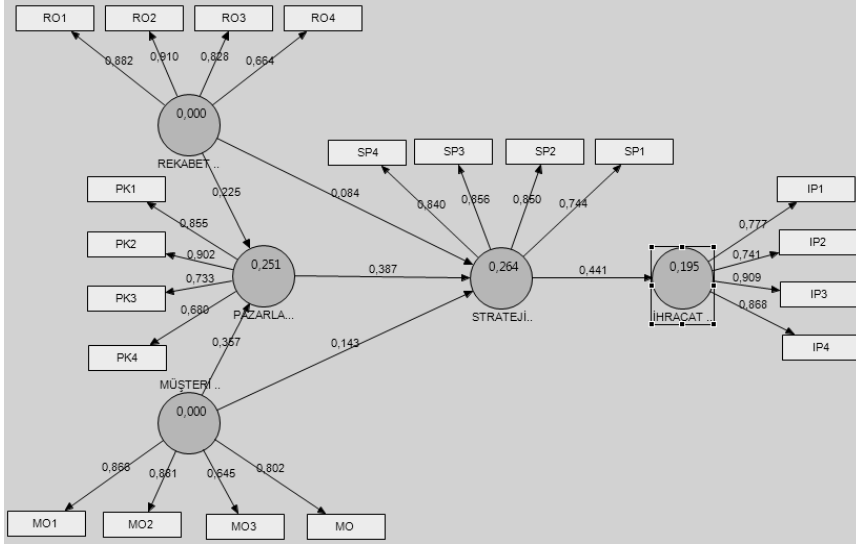 RO1
RO2
RO3
RO4
0,882
0,910
0,828
0,664
0,000
REKABET ..
0,225
0,084
SP4
SP3
SP2
SP1
0,840
0,856
0,850
0,744
PK1
PK2
PK3
PK4
0,855
0,902
0,733
0,680
0,251
PAZARLA...
0,387
0,264
STRATEJİ..
0,441
0,195
İHRACAT ..
IP1
IP2
IP3
IP4
0,777
0,741
0,909
0,868
0,357
0,143
MÜŞTERİ ..
0,000
0,868
0,881
0,645
0,802
MO1
MO2
MO3
MO